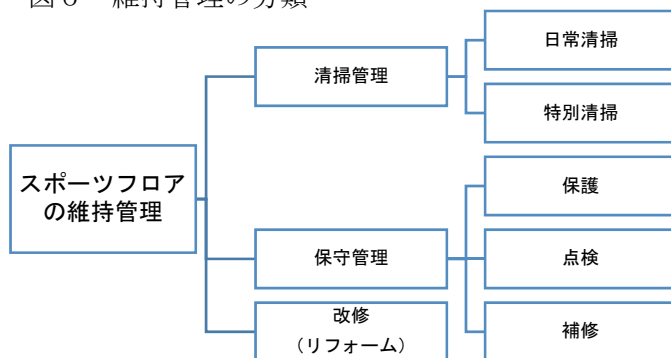 図6 維持管理の分類
日常清掃
清掃管理
特別清掃
スポーツフロア
の維持管理
保護
保守管理
点検
改修
(リフォーム)
補修